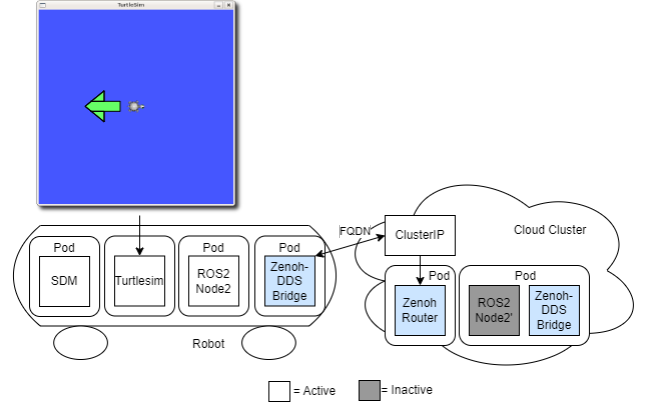 TurtleSim
FQDN
ClusterIP
Cloud Cluster
Pod
SDM
Pod
Turtlesim
Pod
ROS2
Node2
Pod
Zenoh-
DDS
Bridge
Pod
Zenoh
Router
Pod
ROS2
Node2'
Zenoh-
DDS
Bridge
Robot
= Active
= Inactive